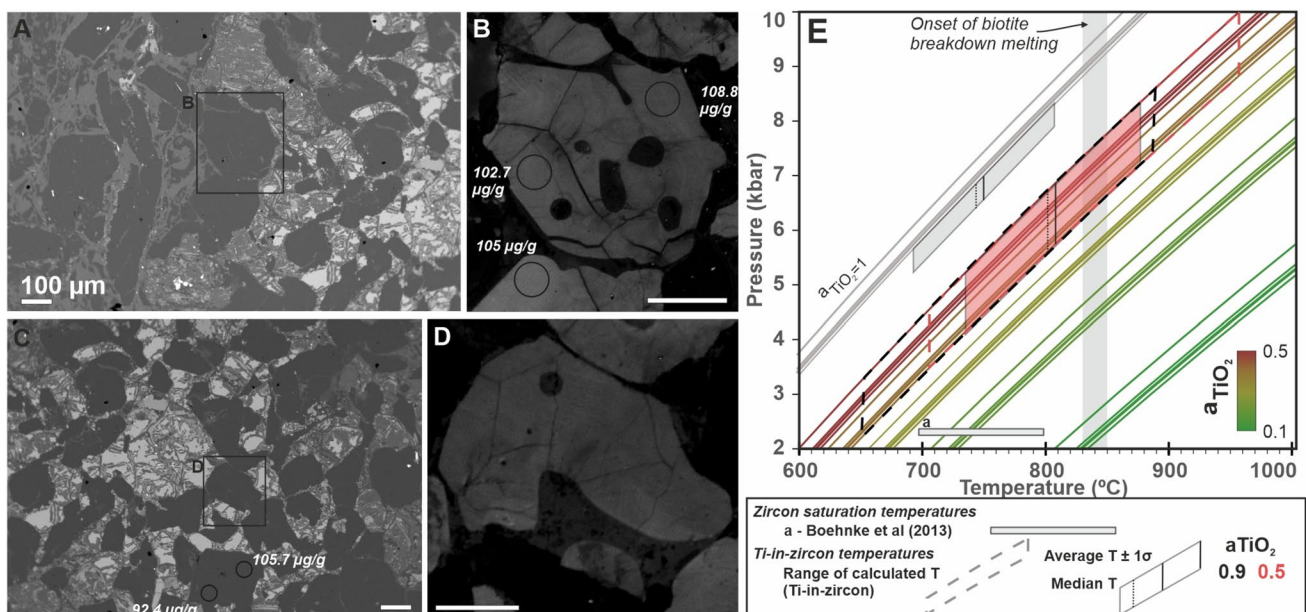 A
B
100 μm
B
108.8
μg/g
102.7
μg/g
105 μg/g
C
D
105.7 μg/g
92.4 μg/g
D
E
Onset of biotite
breakdown melting
10
9
8
7
6
5
4
3
2
Pressure (kbar)
aTiO2=1
a
aTiO2
0.5
0.1
600
700
800
900
1000
Temperature (ºC)
Zircon saturation temperatures
a - Boehnke et al (2013)
Ti-in-zircon temperatures
Range of calculated T
(Ti-in-zircon)
Average T ± 1σ
Median T
aTiO2
0.9 0.5